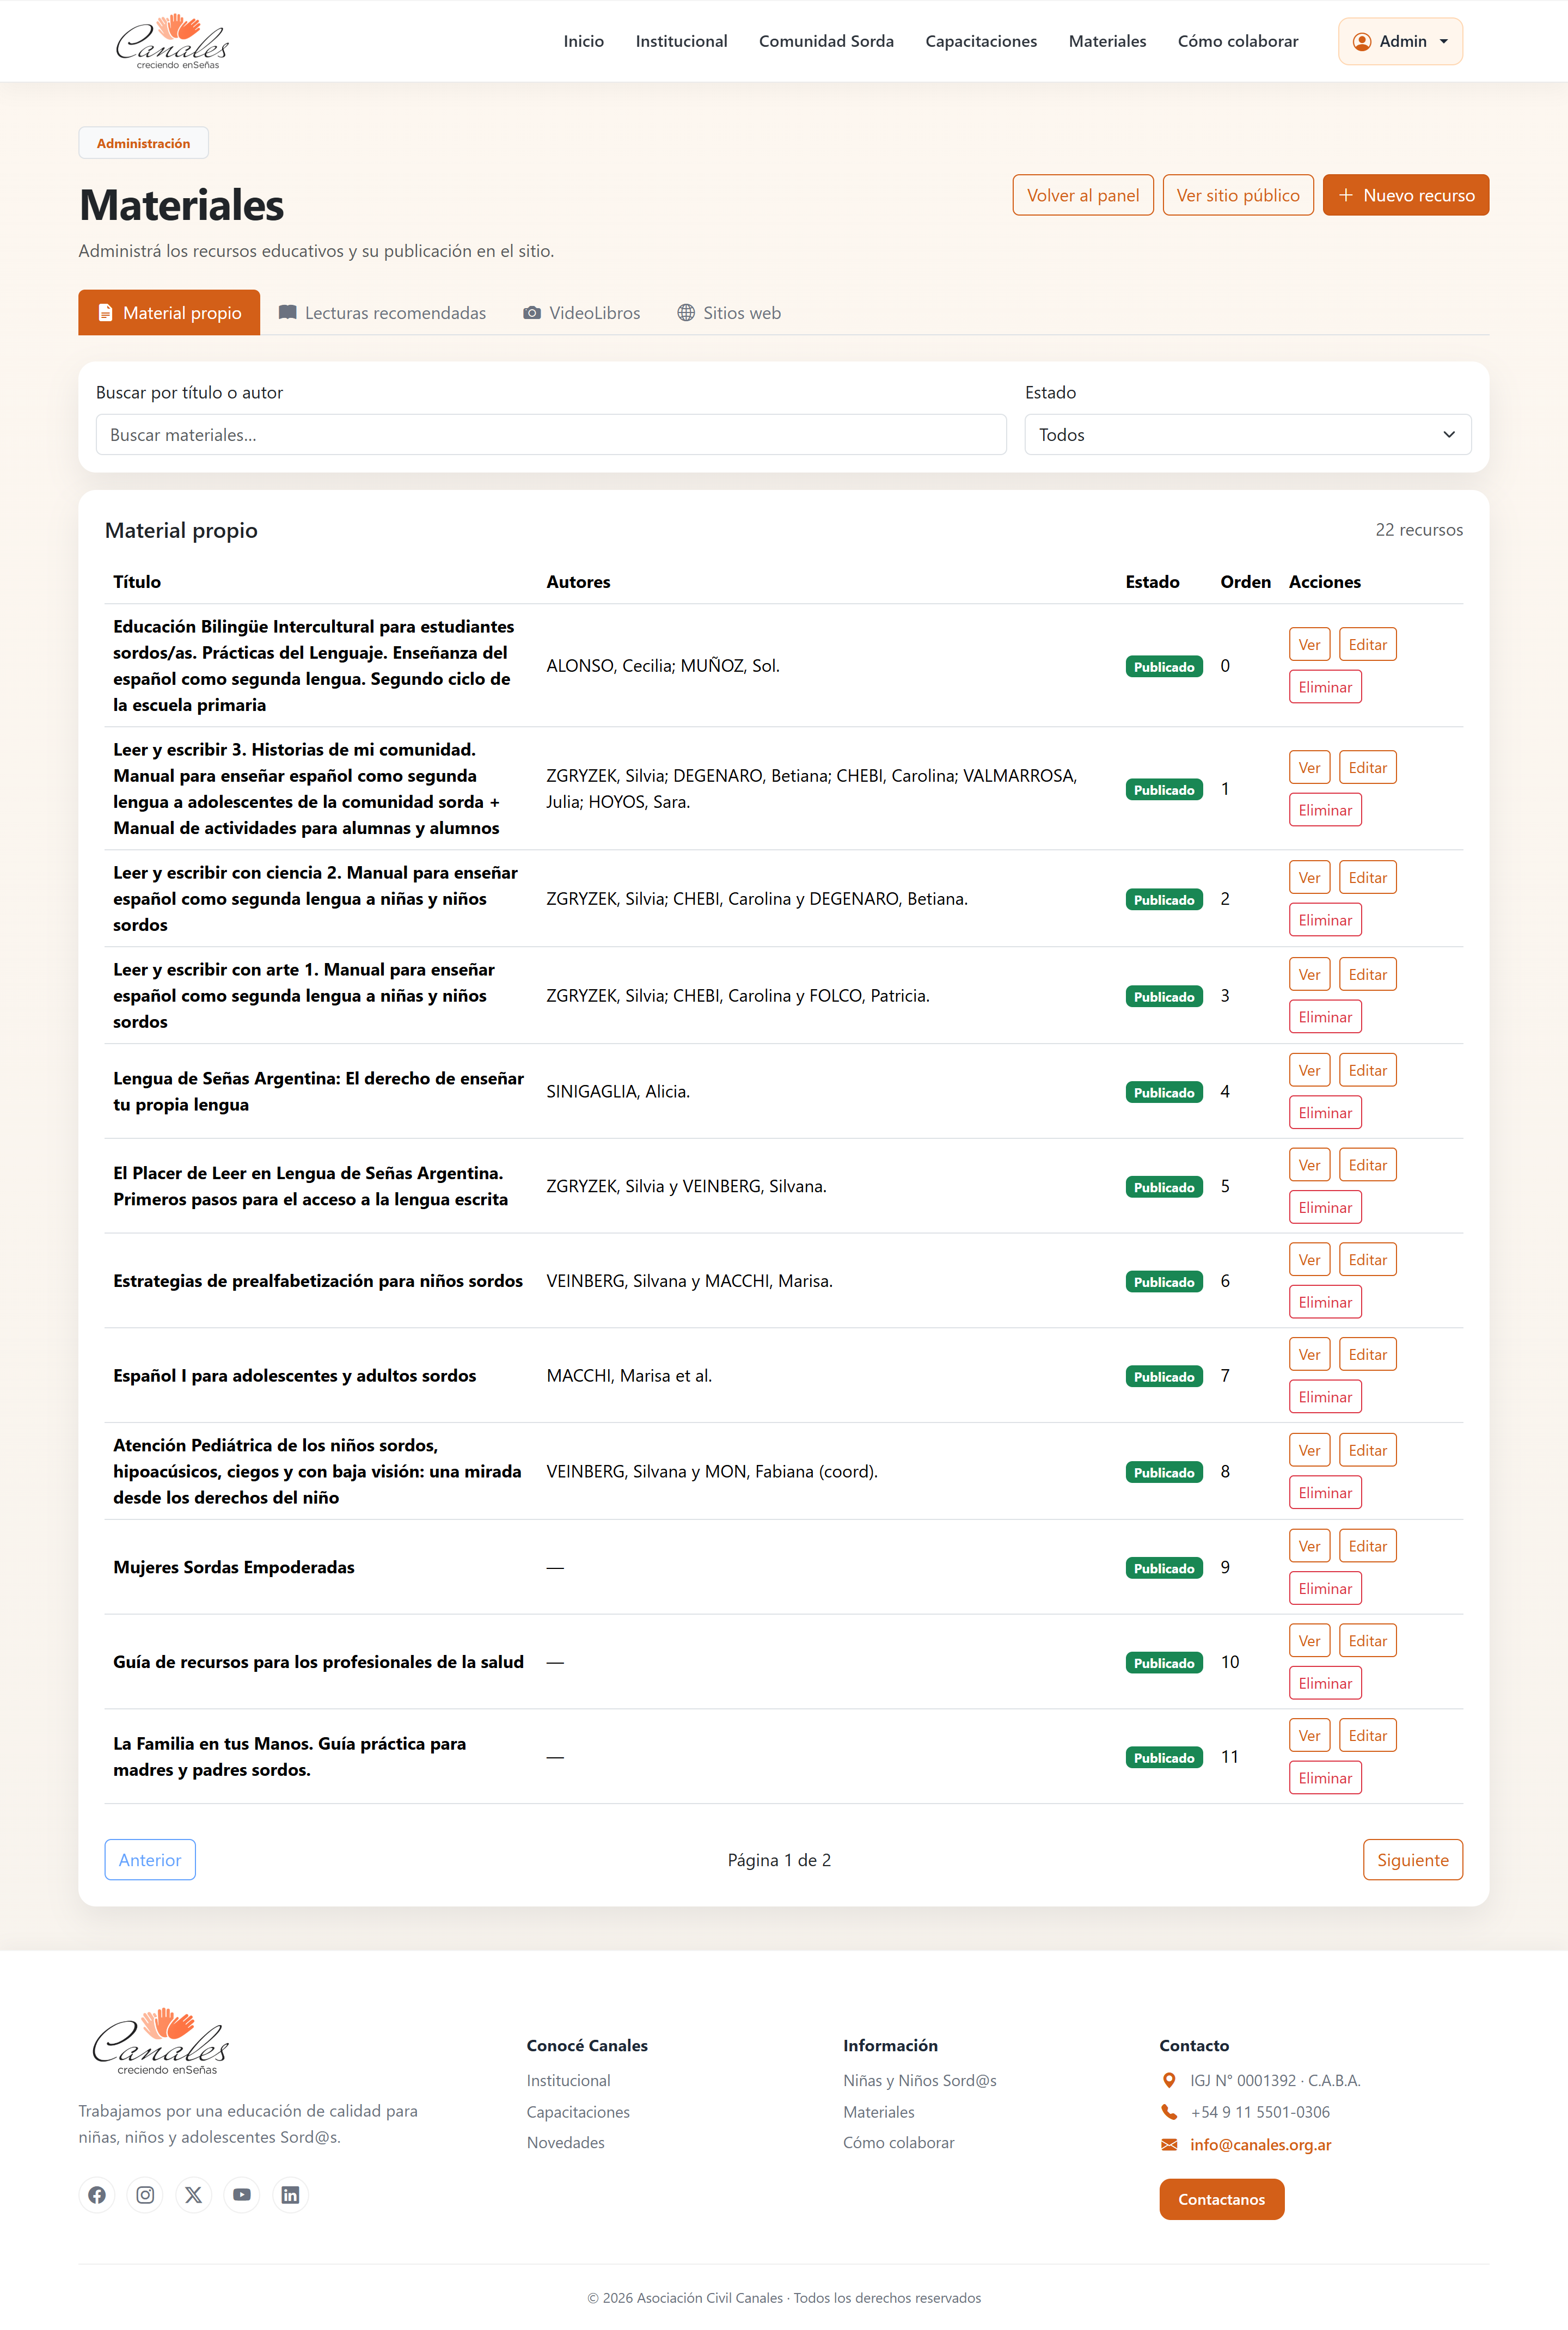 Canales
creciendo enSeñas
Inicio
Institucional
Comunidad Sorda
Capacitaciones
Materiales
Cómo colaborar
Admin
Administración
Materiales
Administrá los recursos educativos y su publicación en el sitio.
Volver al panel
Ver sitio público
Nuevo recurso
Material propio
Lecturas recomendadas
VideoLibros
Sitios web
Buscar por título o autor
Buscar materiales...
Estado
Todos
Material propio
22 recursos
Título
Autores
Estado
Orden
Acciones
Educación Bilingüe Intercultural para estudiantes
sordos/as. Prácticas del Lenguaje. Enseñanza del
español como segunda lengua. Segundo ciclo de
la escuela primaria
ALONSO, Cecilia; MUÑOZ, Sol.
Publicado
0
Ver
Editar
Eliminar
Leer y escribir 3. Historias de mi comunidad.
Manual para enseñar español como segunda
lengua a adolescentes de la comunidad sorda +
Manual de actividades para alumnas y alumnos
ZGRYZEK, Silvia; DEGENARO, Betiana; CHEBI, Carolina; VALMARROSA,
Julia; HOYOS, Sara.
Publicado
1
Ver
Editar
Eliminar
Leer y escribir con ciencia 2. Manual para enseñar
español como segunda lengua a niñas y niños
sordos
ZGRYZEK, Silvia; CHEBI, Carolina y DEGENARO, Betiana.
Publicado
2
Ver
Editar
Eliminar
Leer y escribir con arte 1. Manual para enseñar
español como segunda lengua a niñas y niños
sordos
ZGRYZEK, Silvia; CHEBI, Carolina y FOLCO, Patricia.
Publicado
3
Ver
Editar
Eliminar
Lengua de Señas Argentina: El derecho de enseñar
tu propia lengua
SINIGAGLIA, Alicia.
Publicado
4
Ver
Editar
Eliminar
El Placer de Leer en Lengua de Señas Argentina.
Primeros pasos para el acceso a la lengua escrita
ZGRYZEK, Silvia y VEINBERG, Silvana.
Publicado
5
Ver
Editar
Eliminar
Estrategias de prealfabetización para niños sordos
VEINBERG, Silvana y MACCHI, Marisa.
Publicado
6
Ver
Editar
Eliminar
Español I para adolescentes y adultos sordos
MACCHI, Marisa et al.
Publicado
7
Ver
Editar
Eliminar
Atención Pediátrica de los niños sordos,
hipoacúsicos, ciegos y con baja visión: una mirada
desde los derechos del niño
VEINBERG, Silvana y MON, Fabiana (coord).
Publicado
8
Ver
Editar
Eliminar
Mujeres Sordas Empoderadas
—
Publicado
9
Ver
Editar
Eliminar
Guía de recursos para los profesionales de la salud
—
Publicado
10
Ver
Editar
Eliminar
La Familia en tus Manos. Guía práctica para
madres y padres sordos.
—
Publicado
11
Ver
Editar
Eliminar
Anterior
Página 1 de 2
Siguiente
Canales
creciendo enSeñas
Trabajamos por una educación de calidad para
niñas, niños y adolescentes Sord@s.
Conocé Canales
Institucional
Capacitaciones
Novedades
Información
Niñas y Niños Sord@s
Materiales
Cómo colaborar
Contacto
IGJ N° 0001392 · C.A.B.A.
+54 9 11 5501-0306
info@canales.org.ar
Contactanos
© 2026 Asociación Civil Canales · Todos los derechos reservados